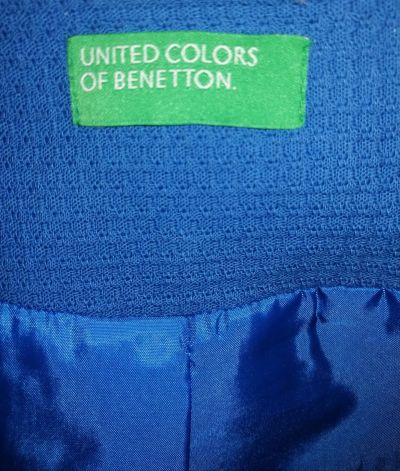 UNITED COLORS
OF BENETTON.